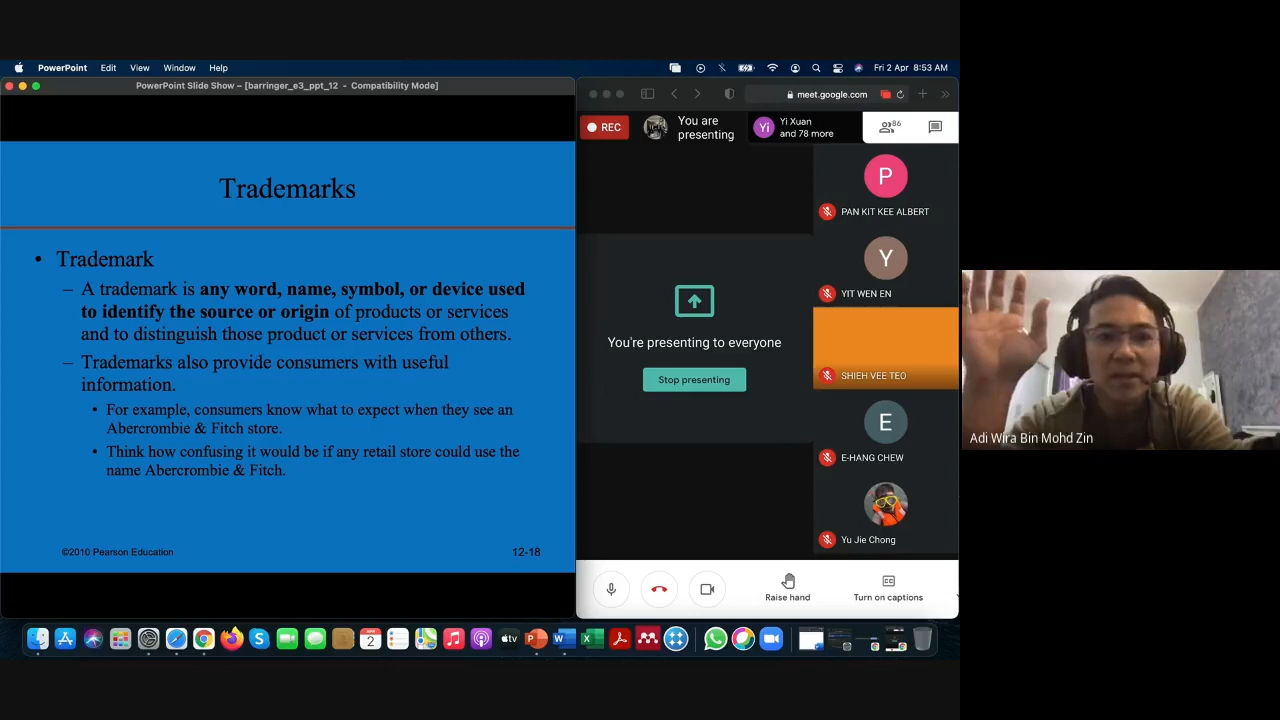 PowerPoint Edit View Window Help
Fri 2 Apr 8:53 AM
PowerPoint Slide Show – [barringer_e3_ppt_12 - Compatibility Mode]
Trademarks
• Trademark
– A trademark is any word, name, symbol, or device used
to identify the source or origin of products or services
and to distinguish those product or services from others.
– Trademarks also provide consumers with useful
information.
• For example, consumers know what to expect when they see an
Abercrombie & Fitch store.
• Think how confusing it would be if any retail store could use the
name Abercrombie & Fitch.
©2010 Pearson Education
12-18
meet.google.com
REC
You are
presenting
Yi
Yi Xuan
and 78 more
86
You're presenting to everyone
Stop presenting
P
PAN KIT KEE ALBERT
Y
YIT WEN EN
SHIEH VEE TEO
E
E-HANG CHEW
Yu Jie Chong
Raise hand
Turn on captions
APR
2
tv
Adi Wira Bin Mohd Zin